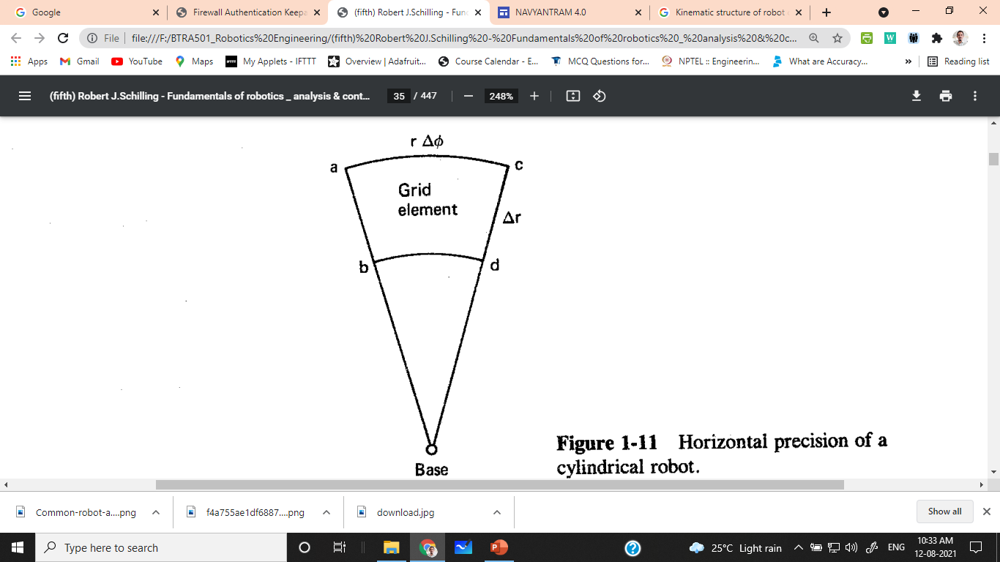 Google
Firewall Authentication Keepa
(fifth) Robert J.Schilling - Fun
NAVYANTRAM 4.0
Kinematic structure of robot
File
file:///F:/BTRA501_Robotics%20Engineering/(fifth)%20Robert%20J.Schilling%20-%20Fundamentals%20of%20robotics%20_%20analysis%20&%20c...
Apps
Gmail
YouTube
Maps
My Applets - IFTTT
Overview | Adafruit...
Course Calendar - E...
MCQ Questions for...
NPTEL :: Engineerin...
What are Accuracy...
»
Reading list
(fifth) Robert J.Schilling - Fundamentals of robotics _ analysis & cont...
35 / 447
248%
r Δϕ
a
c
Grid
element
Δr
b
d
Base
Figure 1-11 Horizontal precision of a
cylindrical robot.
Common-robot-a....png
f4a755ae1df6887....png
download.jpg
Show all
Type here to search
25°C Light rain
ENG
10:33 AM
12-08-2021